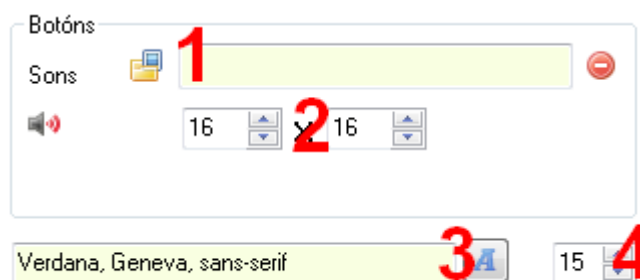 Botóns
1
Sons
16 x 16
2
Verdana, Geneva, sans-serif
3
A
15
4